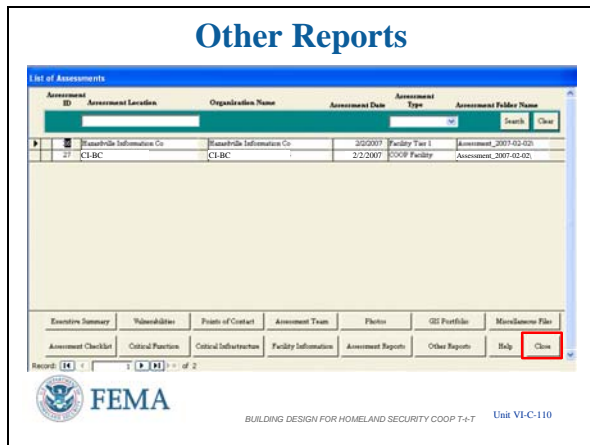 Other Reports
List of Assessments
Assessment ID Assessment Location Organization Name Assessment Date Assessment Type Assessment Folder Name
Search Clear
Hazardville Information Co Hazardville Information Co 2/2/2007 Facility Tier 1 Assessment_2007-02-02\
27 CI-BC CI-BC 2/2/2007 COOP Facility Assessment_2007-02-02\
Executive Summary Vulnerabilities Points of Contact Assessment Team Photos GIS Portfolio Miscellaneous Files
Assessment Checklist Critical Function Critical Infrastructure Facility Information Assessment Reports Other Reports Help Close
Record: 1 of 2
FEMA
BUILDING DESIGN FOR HOMELAND SECURITY COOP T-t-T Unit VI-C-110